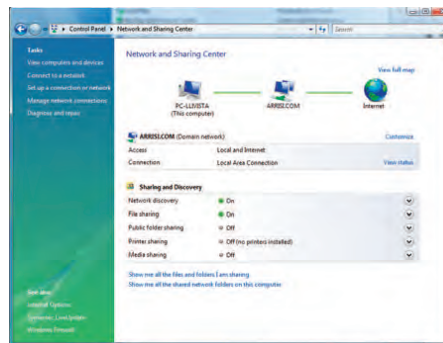 Control Panel ▸ Network and Sharing Center
Search
Tasks
View computers and devices
Connect to a network
Set up a connection or network
Manage network connections
Diagnose and repair
Network and Sharing Center
View full map
PC-LLIVISTA
(This computer)
ARRISI.COM
Internet
ARRISI.COM (Domain network)
Customize
Access
Local and Internet
Connection
Local Area Connection
View status
Sharing and Discovery
Network discovery
On
File sharing
On
Public folder sharing
Off
Printer sharing
Off (no printers installed)
Media sharing
Off
Show me all the files and folders I am sharing
Show me all the shared network folders on this computer
See also
Internet Options
Windows Firewall